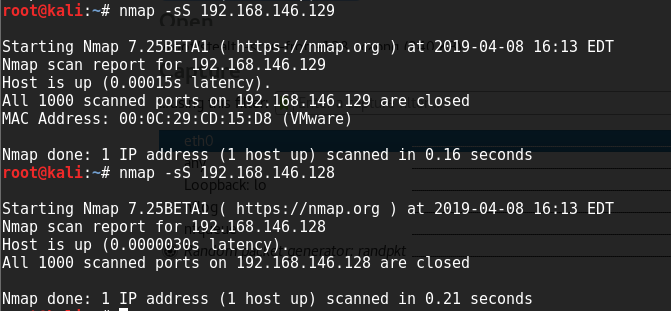 root@kali:~# nmap -sS 192.168.146.129
Starting Nmap 7.25BETA1 ( https://nmap.org ) at 2019-04-08 16:13 EDT
Nmap scan report for 192.168.146.129
Host is up (0.00015s latency).
All 1000 scanned ports on 192.168.146.129 are closed
MAC Address: 00:0C:29:CD:15:D8 (VMware)
eth0
Nmap done: 1 IP address (1 host up) scanned in 0.16 seconds
root@kali:~# nmap -sS 192.168.146.128
Loopback: lo
Starting Nmap 7.25BETA1 ( https://nmap.org ) at 2019-04-08 16:13 EDT
Nmap scan report for 192.168.146.128
Host is up (0.0000030s latency).
All 1000 scanned ports on 192.168.146.128 are closed
Nmap done: 1 IP address (1 host up) scanned in 0.21 seconds
root@kali:~#